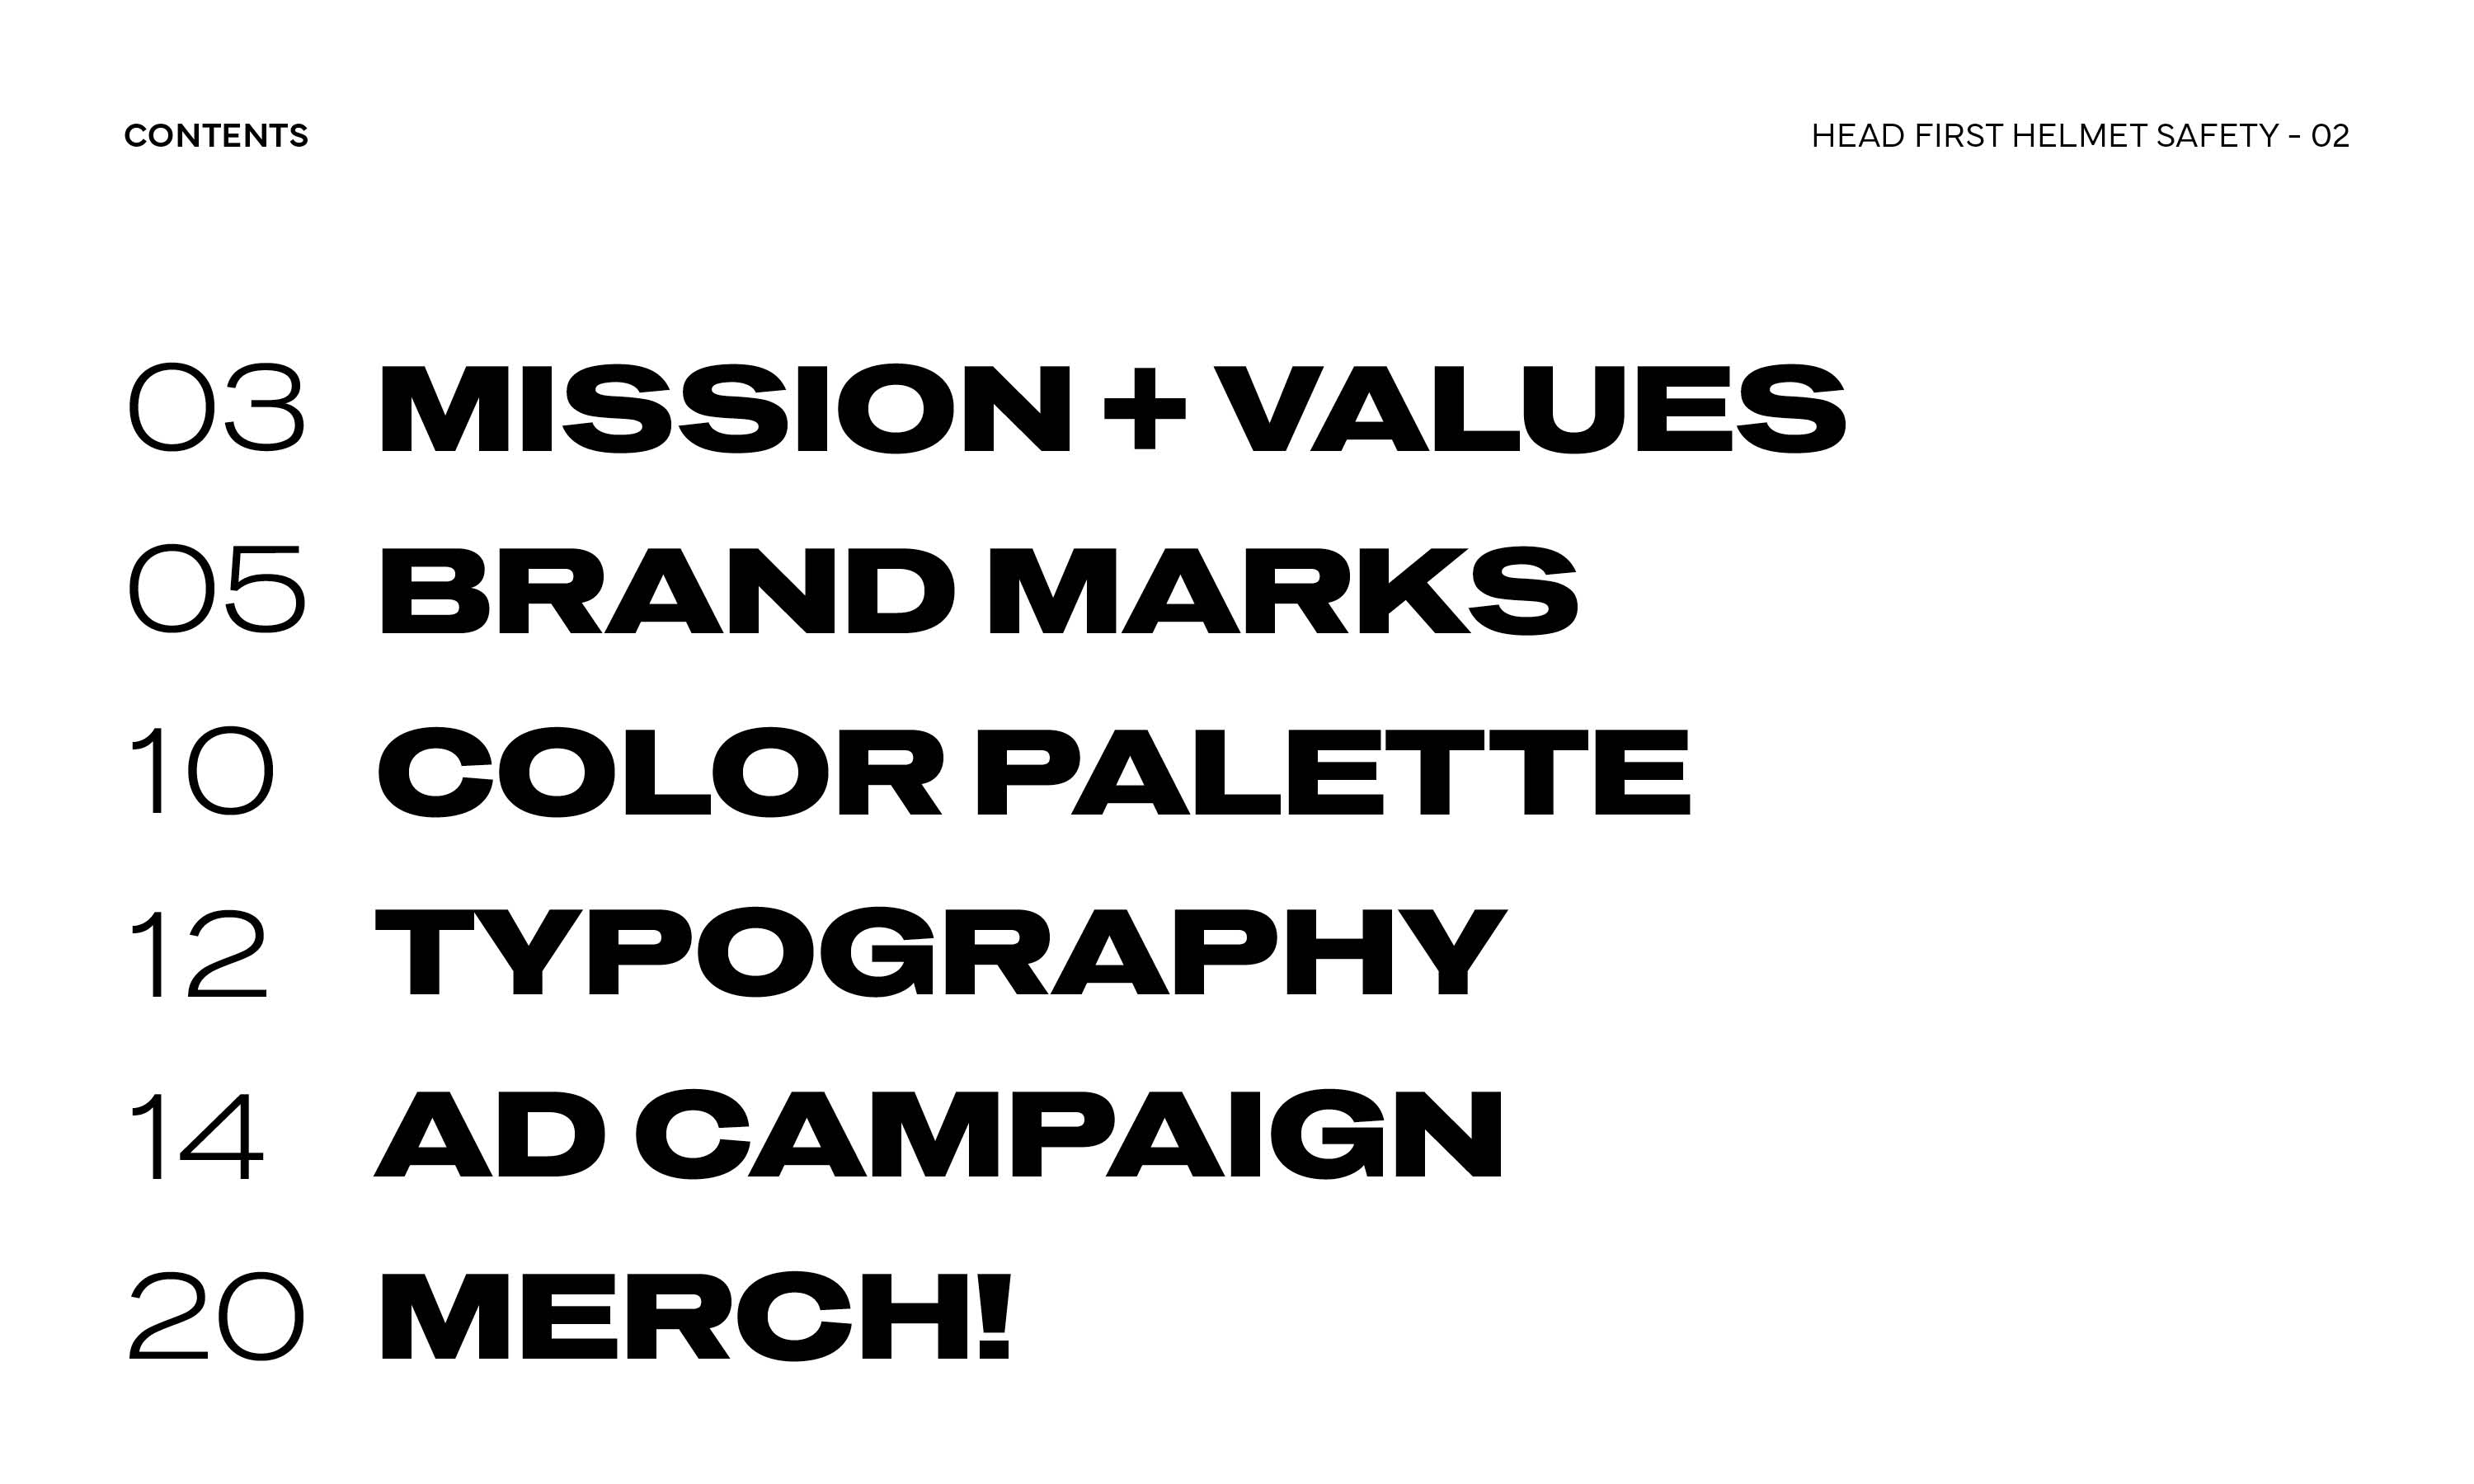 CONTENTS
HEAD FIRST HELMET SAFETY - 02
03 MISSION + VALUES
05 BRAND MARKS
10 COLOR PALETTE
12 TYPOGRAPHY
14 AD CAMPAIGN
20 MERCH!